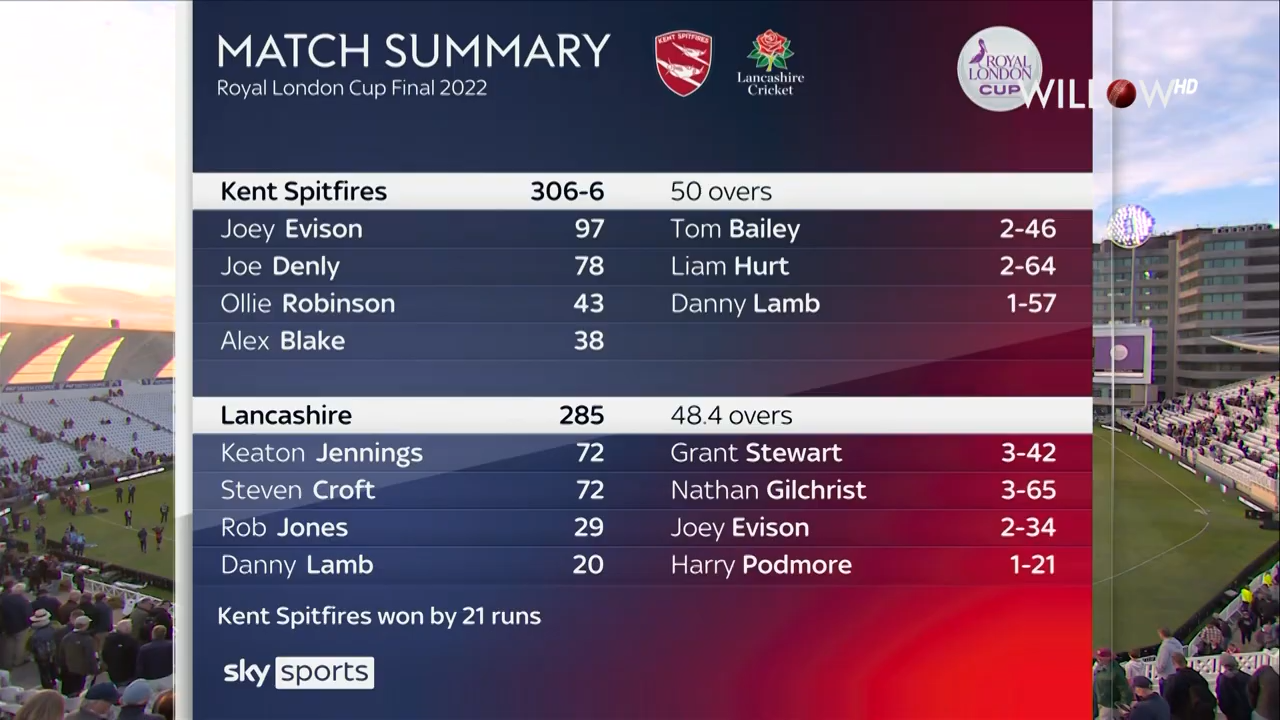 MATCH SUMMARY
Royal London Cup Final 2022
KENT SPITFIRES
Lancashire
Cricket
ROYAL
LONDON
CUP
WILLOW HD
Kent Spitfires 306-6 50 overs
Joey Evison 97 Tom Bailey 2-46
Joe Denly 78 Liam Hurt 2-64
Ollie Robinson 43 Danny Lamb 1-57
Alex Blake 38
Lancashire 285 48.4 overs
Keaton Jennings 72 Grant Stewart 3-42
Steven Croft 72 Nathan Gilchrist 3-65
Rob Jones 29 Joey Evison 2-34
Danny Lamb 20 Harry Podmore 1-21
Kent Spitfires won by 21 runs
sky sports